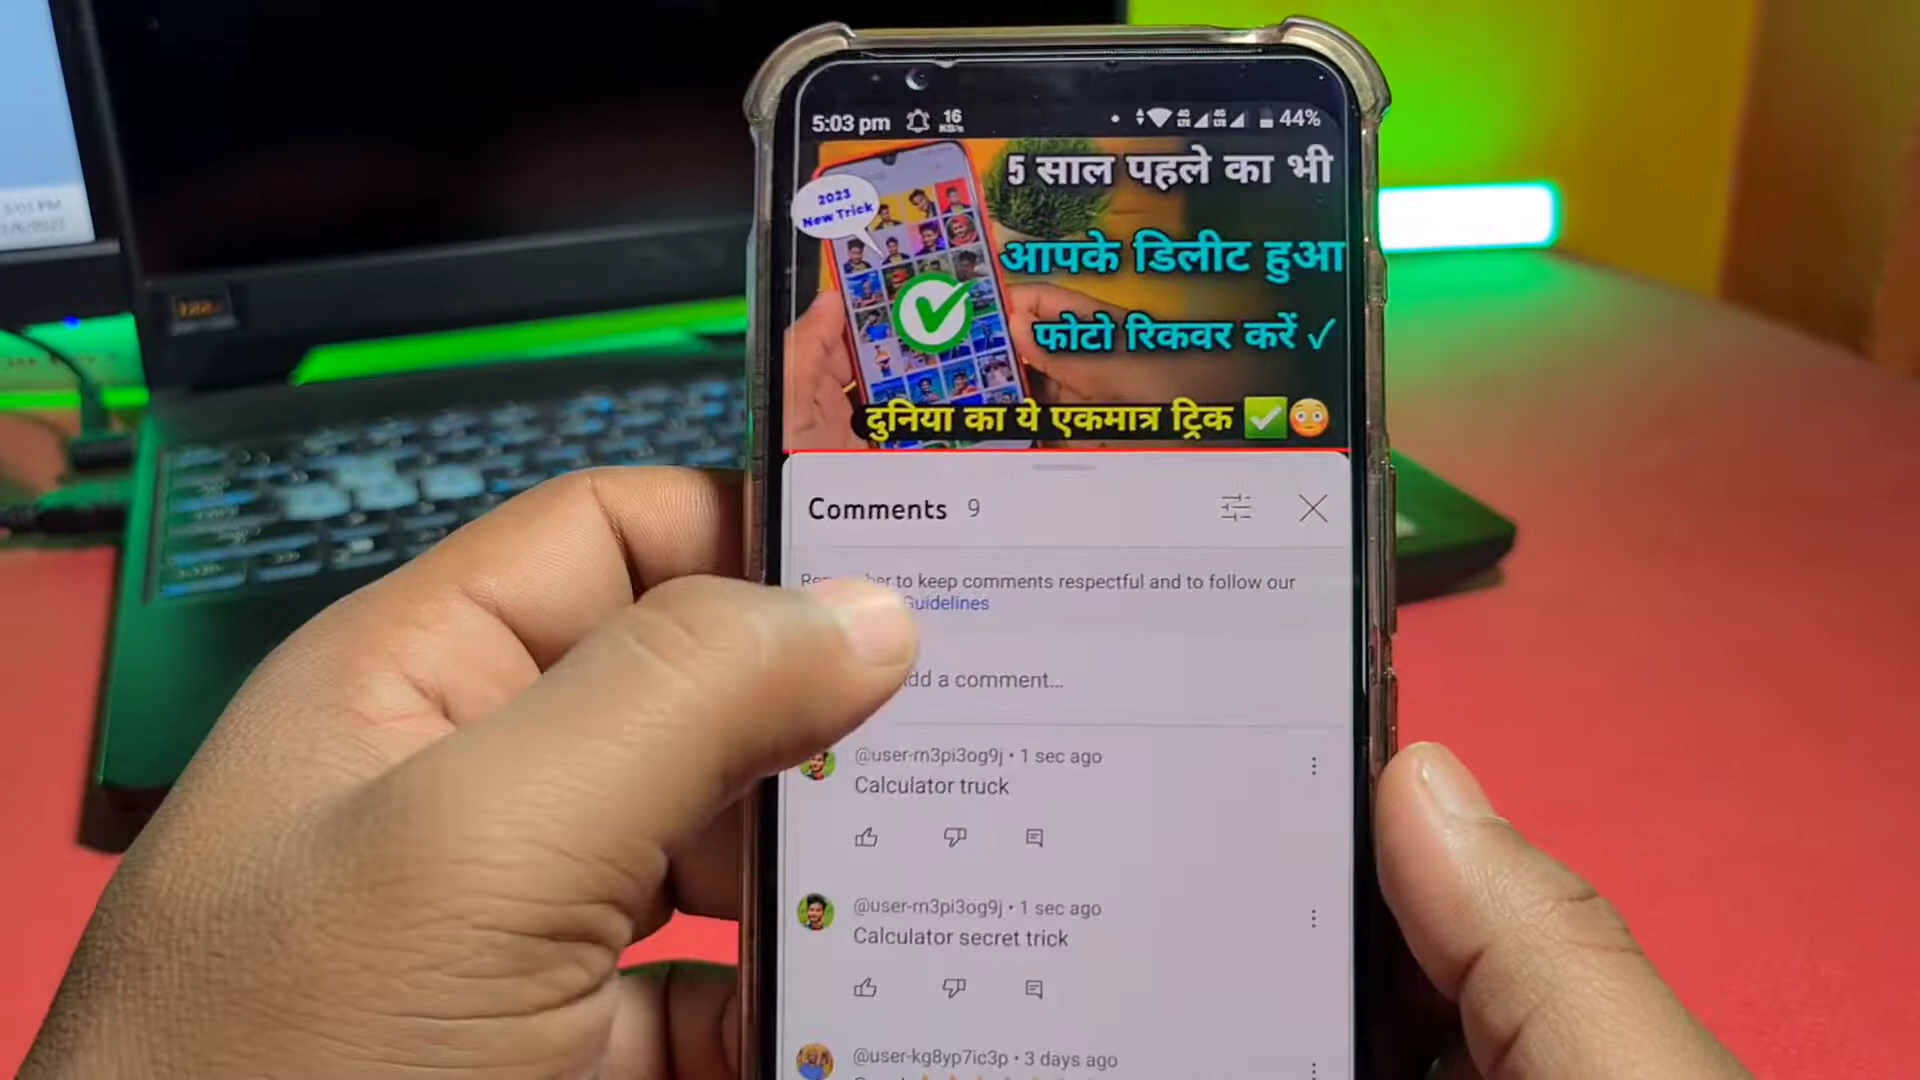 5:03 pm 16 KB/s 44%
5 साल पहले का भी
2023
New Trick
आपके डिलीट हुआ
फोटो रिकवर करें ✓
दुनिया का ये एकमात्र ट्रिक ✅😳
Comments 9
to keep comments respectful and to follow our
Guidelines
dd a comment...
@user-rn3pi3og9j • 1 sec ago
Calculator truck
@user-rn3pi3og9j • 1 sec ago
Calculator secret trick
@user-kg8yp7ic3p • 3 days ago